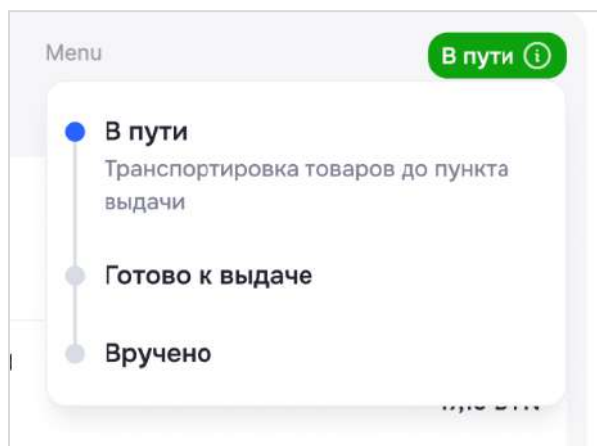 Menu
В пути
В пути
Транспортировка товаров до пункта
выдачи
Готово к выдаче
Вручено